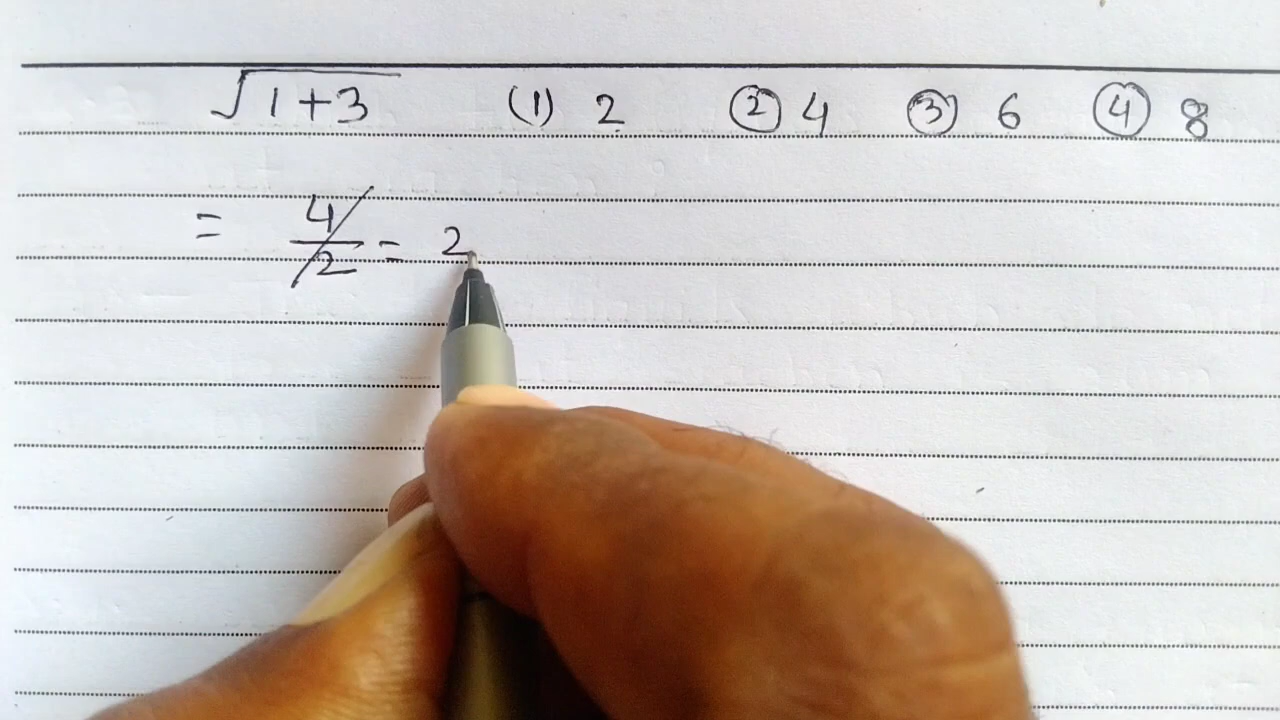 √1+3 (1) 2 ② 4 ③ 6 ④ 8
= 4/2 = 2